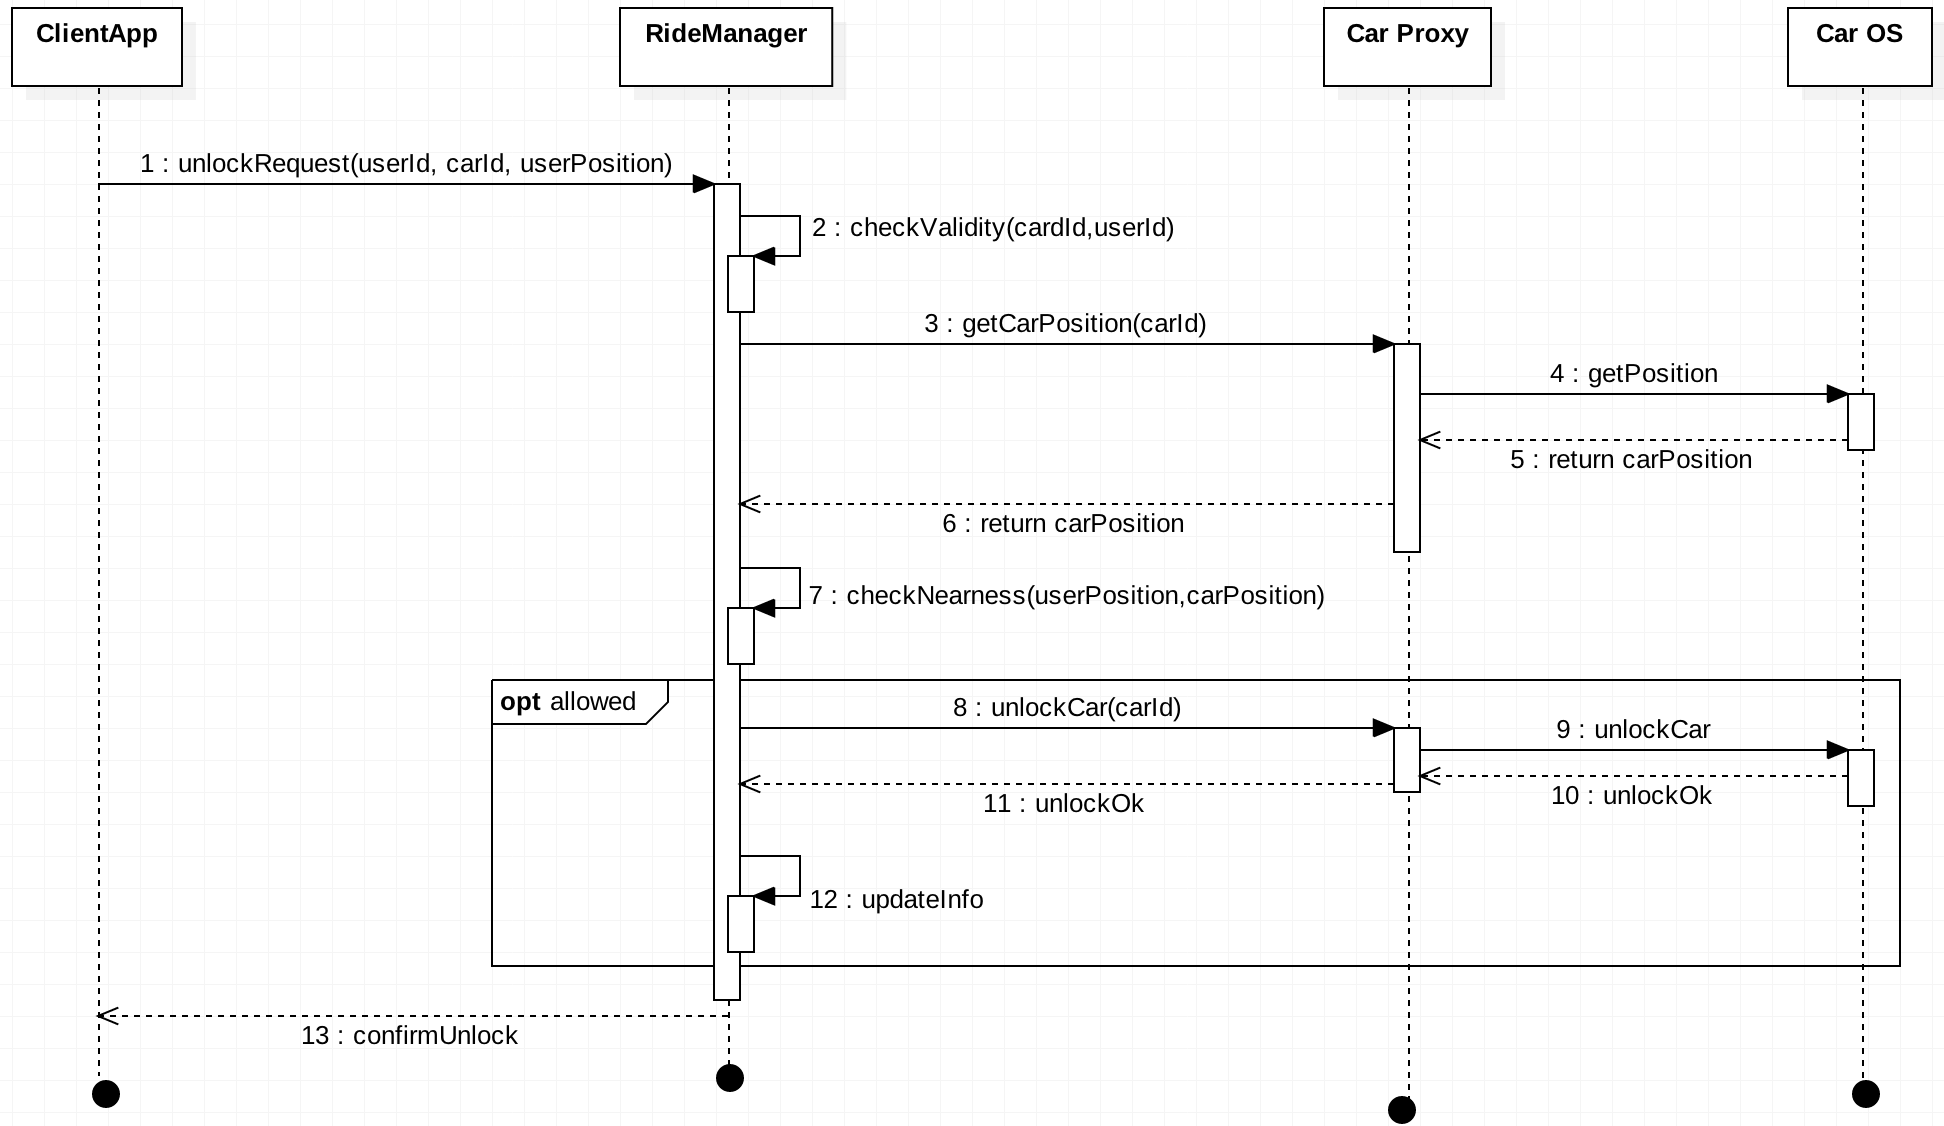 ClientApp
RideManager
Car Proxy
Car OS
1 : unlockRequest(userId, carId, userPosition)
2 : checkValidity(cardId,userId)
3 : getCarPosition(carId)
4 : getPosition
5 : return carPosition
6 : return carPosition
7 : checkNearness(userPosition,carPosition)
opt allowed
8 : unlockCar(carId)
9 : unlockCar
10 : unlockOk
11 : unlockOk
12 : updateInfo
13 : confirmUnlock